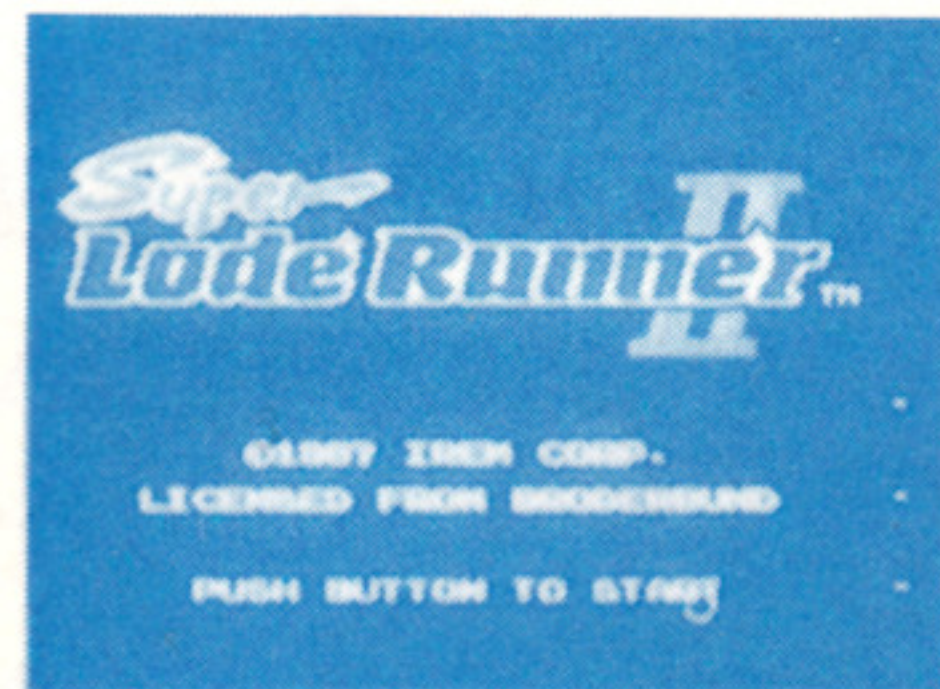 Super
Lode Runner II TM
©1987 IREM CORP.
LICENSED FROM BRODERBUND
PUSH BUTTON TO START